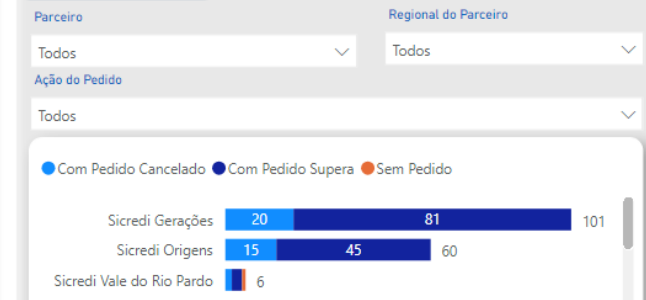 Parceiro
Regional do Parceiro
Todos
Todos
Ação do Pedido
Todos
Com Pedido Cancelado Com Pedido Supera Sem Pedido
Sicredi Gerações 20 81 101
Sicredi Origens 15 45 60
Sicredi Vale do Rio Pardo 6